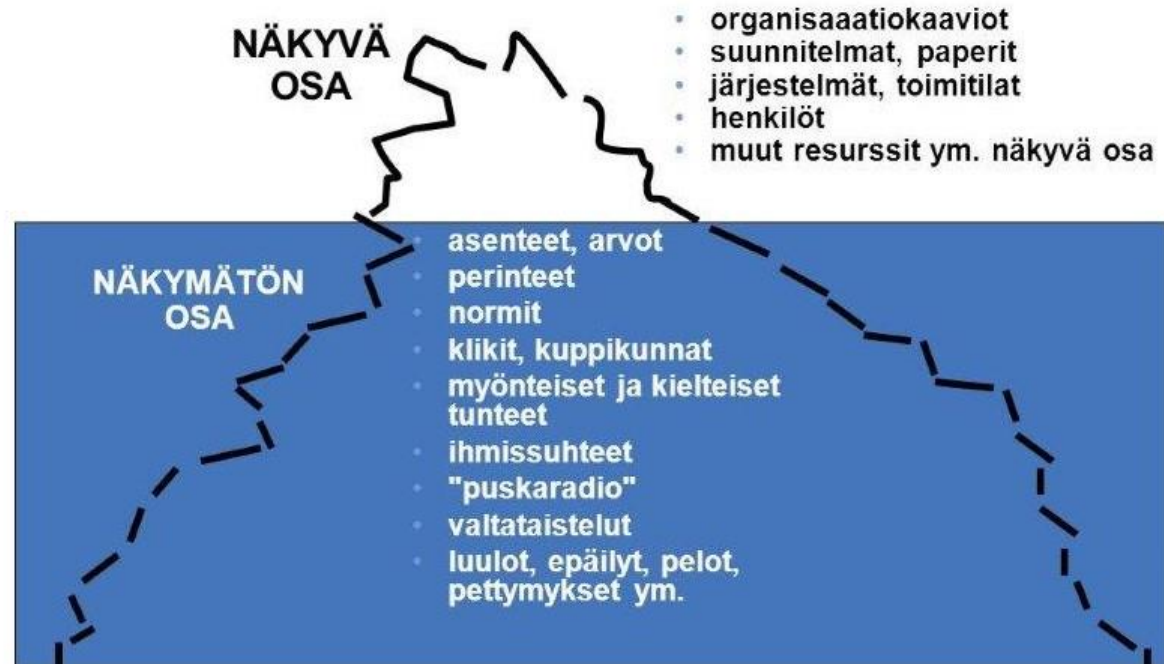 NÄKYVÄ
OSA
• organisaaatiokaaviot
• suunnitelmat, paperit
• järjestelmät, toimitilat
• henkilöt
• muut resurssit ym. näkyvä osa
NÄKYMÄTÖN
OSA
• asenteet, arvot
• perinteet
• normit
• klikit, kuppikunnat
• myönteiset ja kielteiset
tunteet
• ihmissuhteet
• "puskaradio"
• valtataistelut
• luulot, epäilyt, pelot,
pettymykset ym.